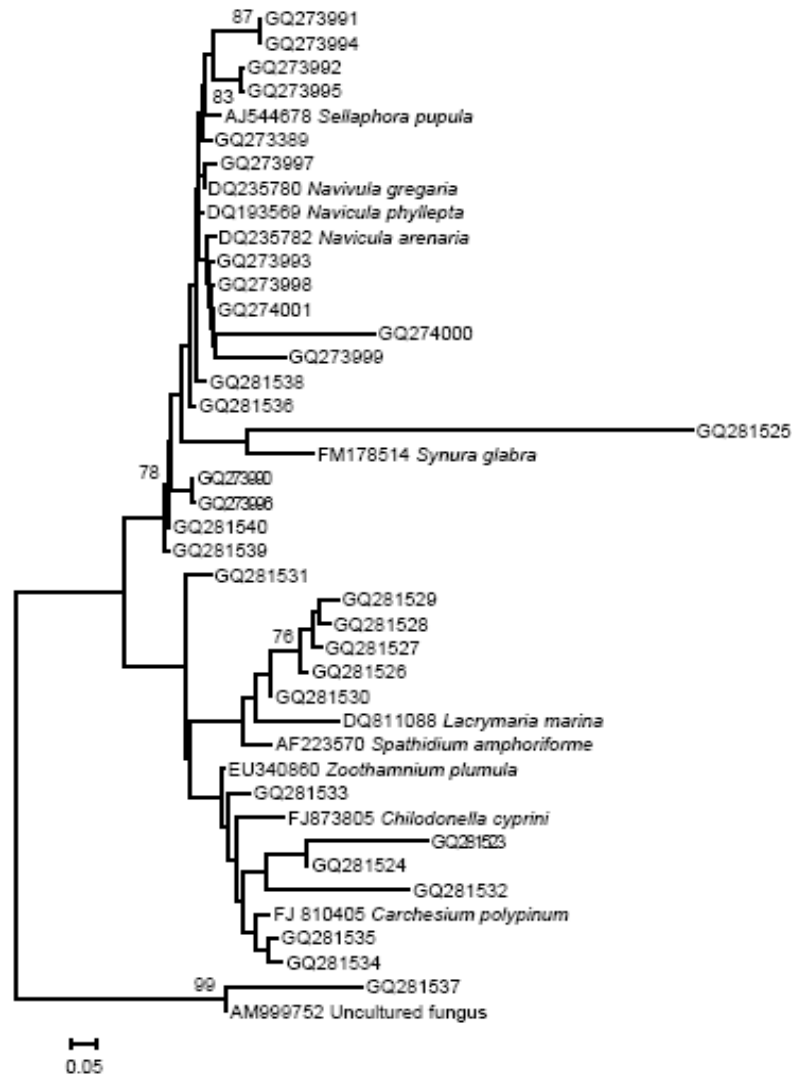 87
GQ273991
GQ273994
GQ273992
GQ273995
83
AJ544678 Sellaphora pupula
GQ273389
GQ273997
DQ235780 Navivula gregaria
DQ193569 Navicula phyllepta
DQ235782 Navicula arenaria
GQ273993
GQ273998
GQ274001
GQ274000
GQ273999
GQ281538
GQ281536
GQ281525
FM178514 Synura glabra
78
GQ273990
GQ273996
GQ281540
GQ281539
GQ281531
GQ281529
GQ281528
76
GQ281527
GQ281526
GQ281530
DQ811088 Lacrymaria marina
AF223570 Spathidium amphoriforme
EU340860 Zoothamnium plumula
GQ281533
FJ873805 Chilodonella cyprini
GQ281523
GQ281524
GQ281532
FJ 810405 Carchesium polypinum
GQ281535
GQ281534
99
GQ281537
AM999752 Uncultured fungus
0.05